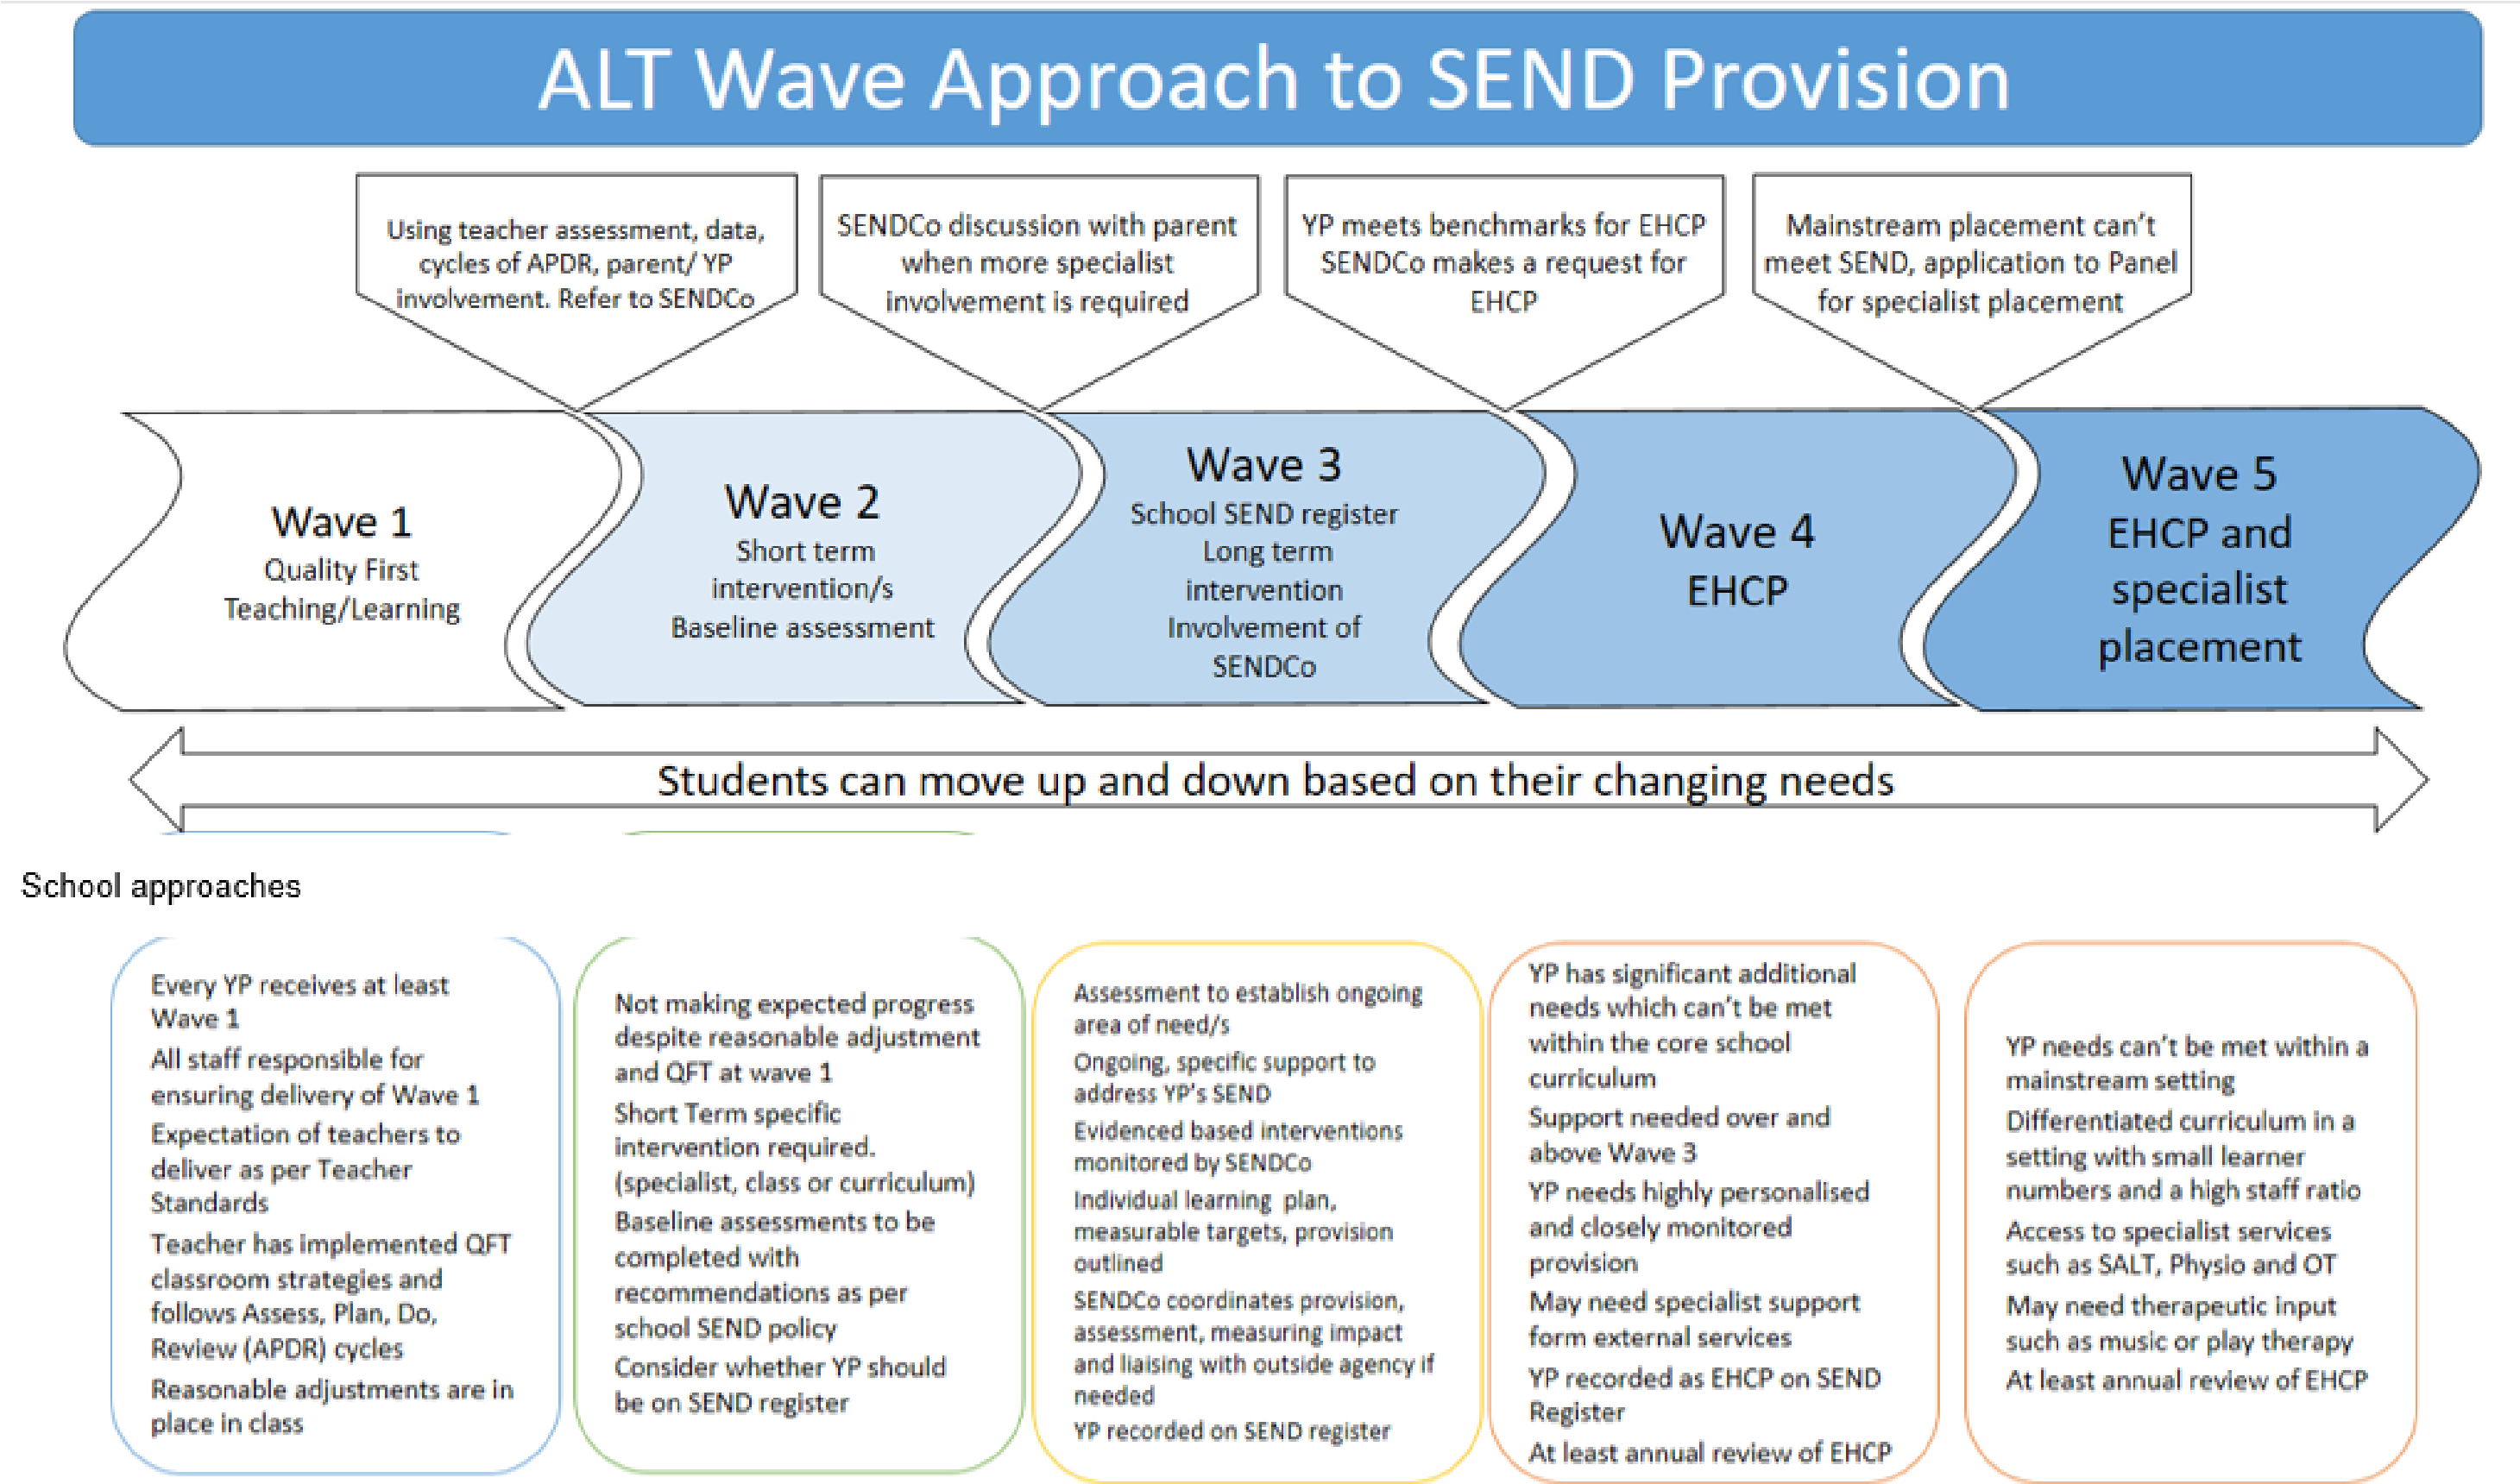 ALT Wave Approach to SEND Provision
Using teacher assessment, data,
cycles of APDR, parent/ YP
involvement. Refer to SENDCo
SENDCo discussion with parent
when more specialist
involvement is required
YP meets benchmarks for EHCP
SENDCo makes a request for
EHCP
Mainstream placement can't
meet SEND, application to Panel
for specialist placement
Wave 1
Quality First
Teaching/Learning
Wave 2
Short term
intervention/s
Baseline assessment
Wave 3
School SEND register
Long term
intervention
Involvement of
SENDCo
Wave 4
EHCP
Wave 5
EHCP and
specialist
placement
Students can move up and down based on their changing needs
School approaches
Every YP receives at least
Wave 1
All staff responsible for
ensuring delivery of Wave 1
Expectation of teachers to
deliver as per Teacher
Standards
Teacher has implemented QFT
classroom strategies and
follows Assess, Plan, Do,
Review (APDR) cycles
Reasonable adjustments are in
place in class
Not making expected progress
despite reasonable adjustment
and QFT at wave 1
Short Term specific
intervention required.
(specialist, class or curriculum)
Baseline assessments to be
completed with
recommendations as per
school SEND policy
Consider whether YP should
be on SEND register
Assessment to establish ongoing
area of need/s
Ongoing, specific support to
address YP's SEND
Evidenced based interventions
monitored by SENDCo
Individual learning plan,
measurable targets, provision
outlined
SENDCo coordinates provision,
assessment, measuring impact
and liaising with outside agency if
needed
YP recorded on SEND register
YP has significant additional
needs which can't be met
within the core school
curriculum
Support needed over and
above Wave 3
YP needs highly personalised
and closely monitored
provision
May need specialist support
form external services
YP recorded as EHCP on SEND
Register
At least annual review of EHCP
YP needs can't be met within a
mainstream setting
Differentiated curriculum in a
setting with small learner
numbers and a high staff ratio
Access to specialist services
such as SALT, Physio and OT
May need therapeutic input
such as music or play therapy
At least annual review of EHCP